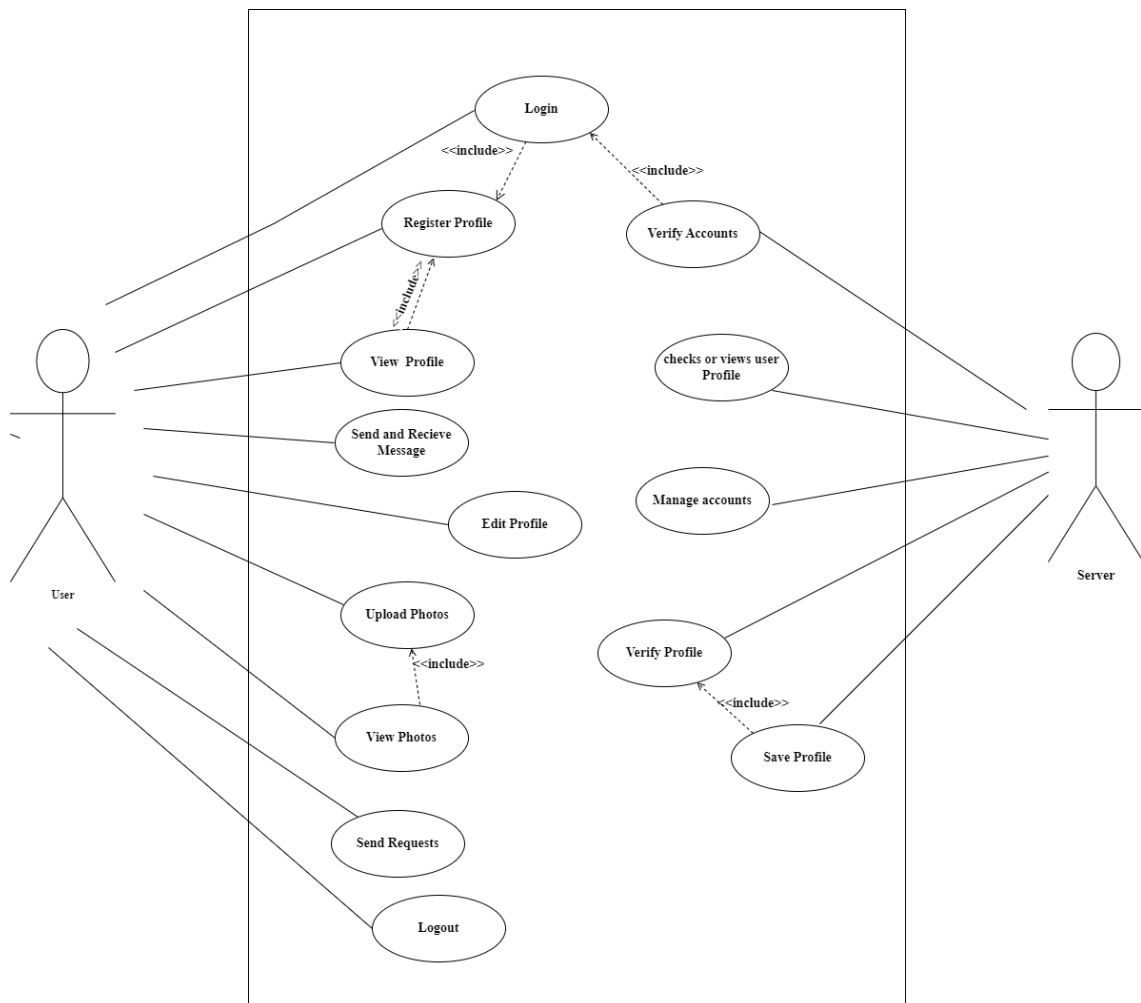 Login
<<include>>
<<include>>
Register Profile
Verify Accounts
<<include>>
View Profile
checks or views user
Profile
Send and Recieve
Message
Manage accounts
Edit Profile
Server
User
Upload Photos
Verify Profile
<<include>>
<<include>>
View Photos
Save Profile
Send Requests
Logout